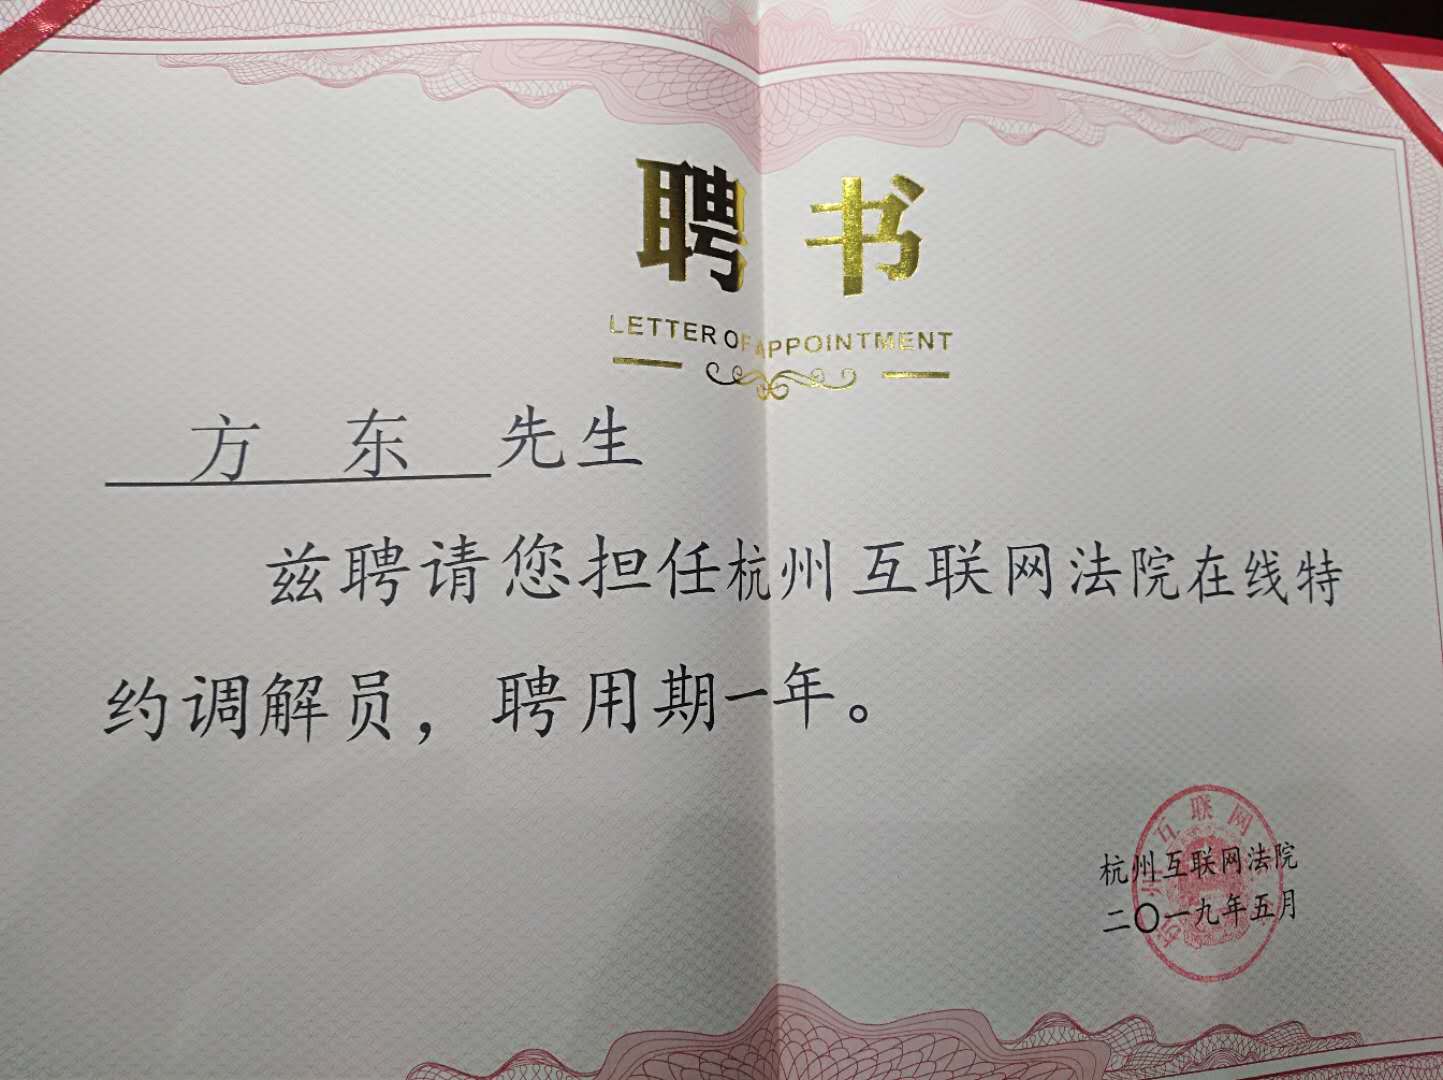 聘书
LETTER OF APPOINTMENT
方 东 先生
兹聘请您担任杭州互联网法院在线特
约调解员，聘用期一年。
杭州互联网法院
二〇一九年五月